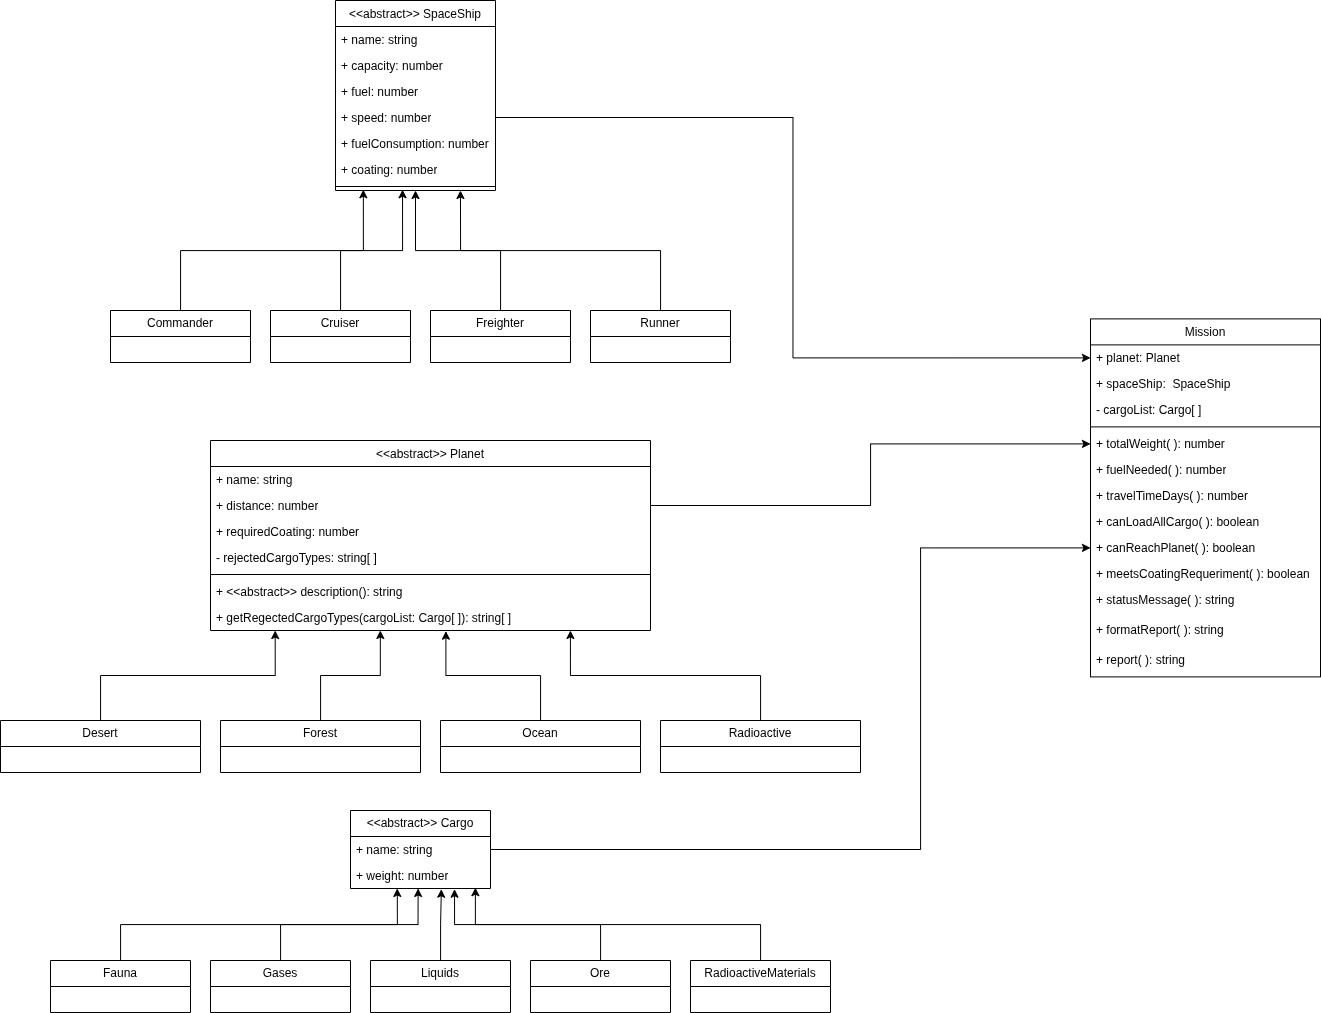 <<abstract>> SpaceShip
+ name: string
+ capacity: number
+ fuel: number
+ speed: number
+ fuelConsumption: number
+ coating: number
Commander
Cruiser
Freighter
Runner
Mission
+ planet: Planet
+ spaceShip:  SpaceShip
- cargoList: Cargo[ ]
+ totalWeight( ): number
+ fuelNeeded( ): number
+ travelTimeDays( ): number
+ canLoadAllCargo( ): boolean
+ canReachPlanet( ): boolean
+ meetsCoatingRequeriment( ): boolean
+ statusMessage( ): string
+ formatReport( ): string
+ report( ): string
<<abstract>> Planet
+ name: string
+ distance: number
+ requiredCoating: number
- rejectedCargoTypes: string[ ]
+ <<abstract>> description(): string
+ getRegectedCargoTypes(cargoList: Cargo[ ]): string[ ]
Desert
Forest
Ocean
Radioactive
<<abstract>> Cargo
+ name: string
+ weight: number
Fauna
Gases
Liquids
Ore
RadioactiveMaterials